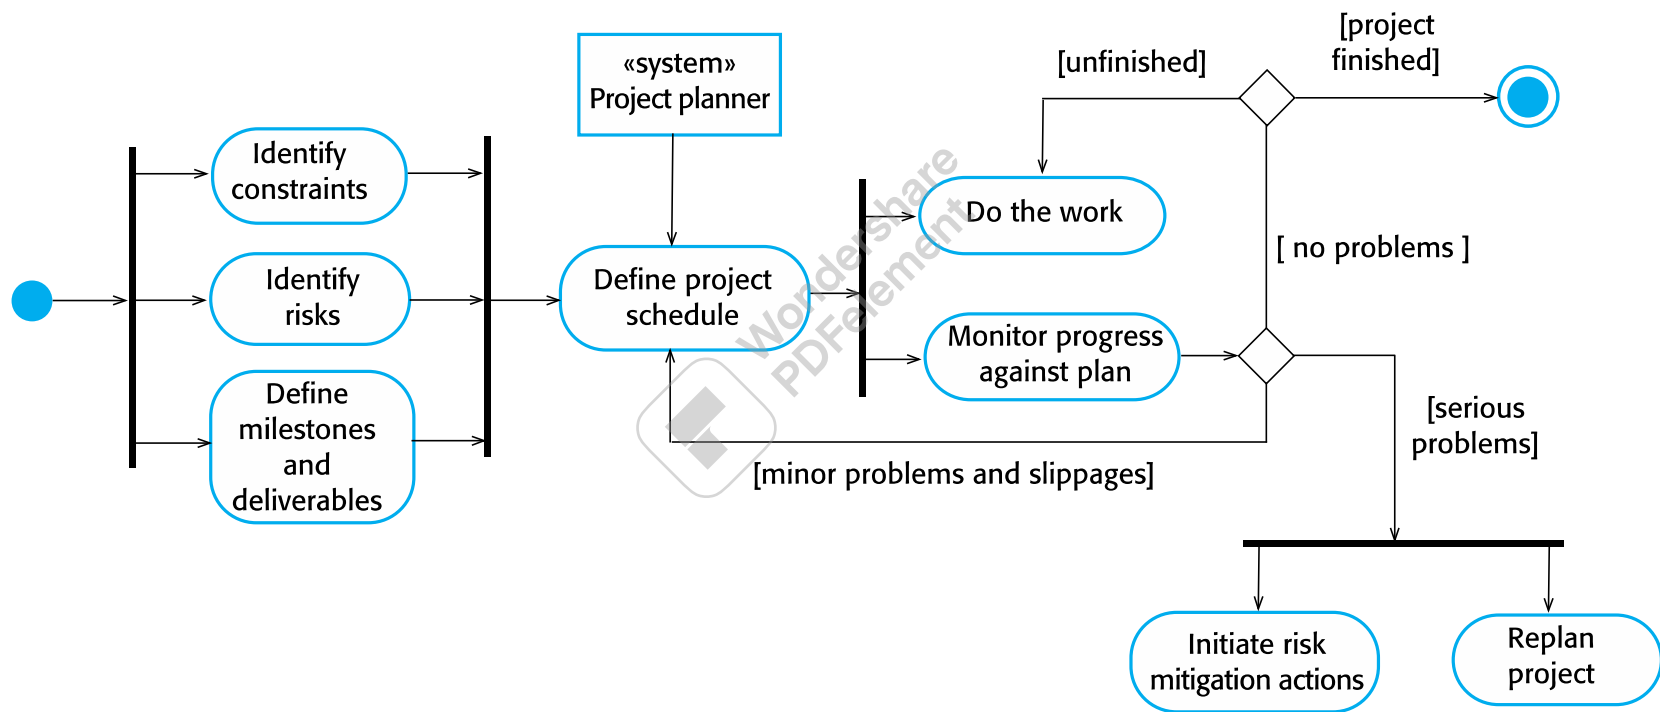 [project
finished]
[unfinished]
«system»
Project planner
Identify
constraints
Do the work
[ no problems ]
Identify
risks
Define project
schedule
Monitor progress
against plan
Define
milestones
and
deliverables
[serious
problems]
[minor problems and slippages]
Initiate risk
mitigation actions
Replan
project
Wondershare
PDFelement